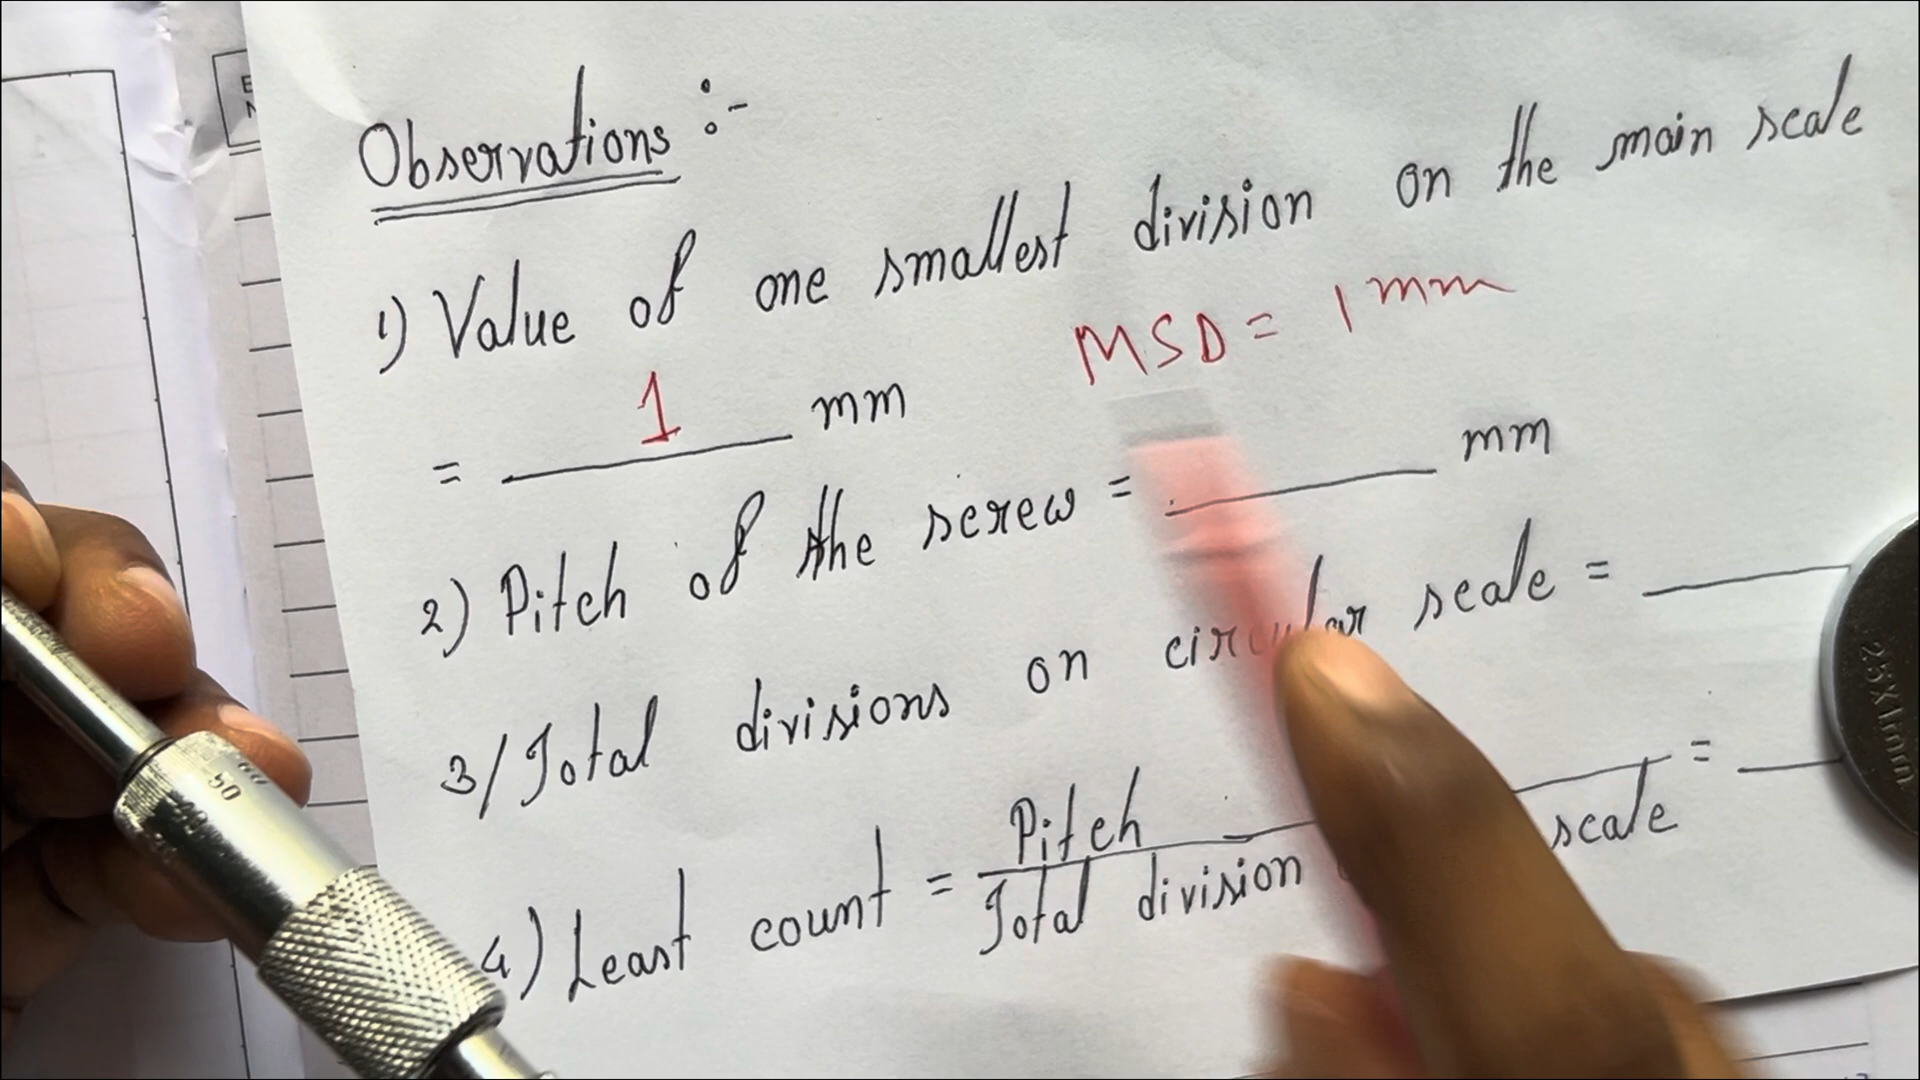 Observations :-
1) Value of one smallest division on the main scale
MSD = 1 mm
= 1 mm
2) Pitch of the screw = mm
3) Total divisions on circular scale =
4) Least count = Pitch =
Total division scale
50
25X1mm